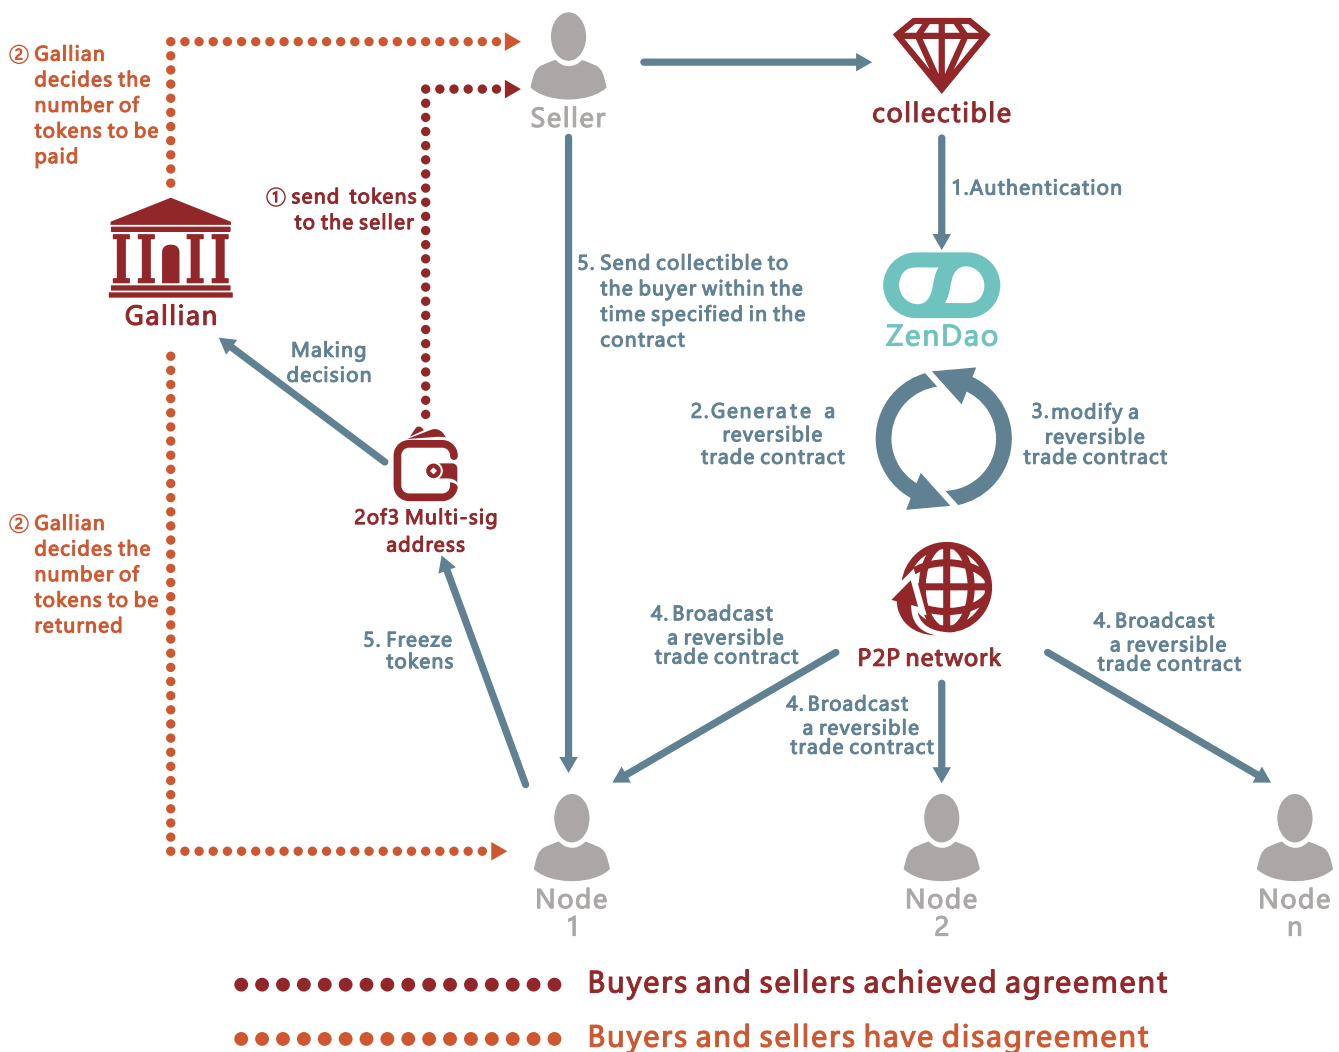 ② Gallian
decides the
number of
tokens to be
paid
Seller
collectible
① send tokens
to the seller
1.Authentication
Gallian
5. Send collectible to
the buyer within the
time specified in the
contract
ZenDao
Making
decision
2.Generate a
reversible
trade contract
3.modify a
reversible
trade contract
2of3 Multi-sig
address
② Gallian
decides the
number of
tokens to be
returned
5. Freeze
tokens
4. Broadcast
a reversible
trade contract
P2P network
4. Broadcast
a reversible
trade contract
4. Broadcast
a reversible
trade contract
Node
1
Node
2
Node
n
Buyers and sellers achieved agreement
Buyers and sellers have disagreement